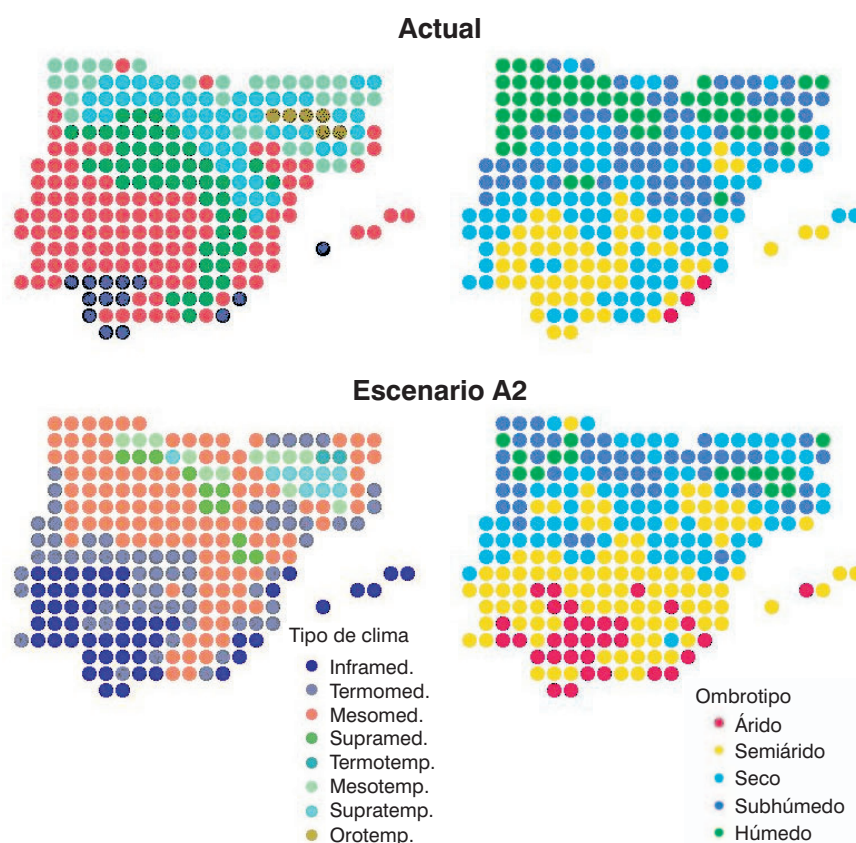 Actual
Escenario A2
Tipo de clima
Inframed.
Termomed.
Mesomed.
Supramed.
Termotemp.
Mesotemp.
Supratemp.
Orotemp.
Ombrotipo
Árido
Semiárido
Seco
Subhúmedo
Húmedo